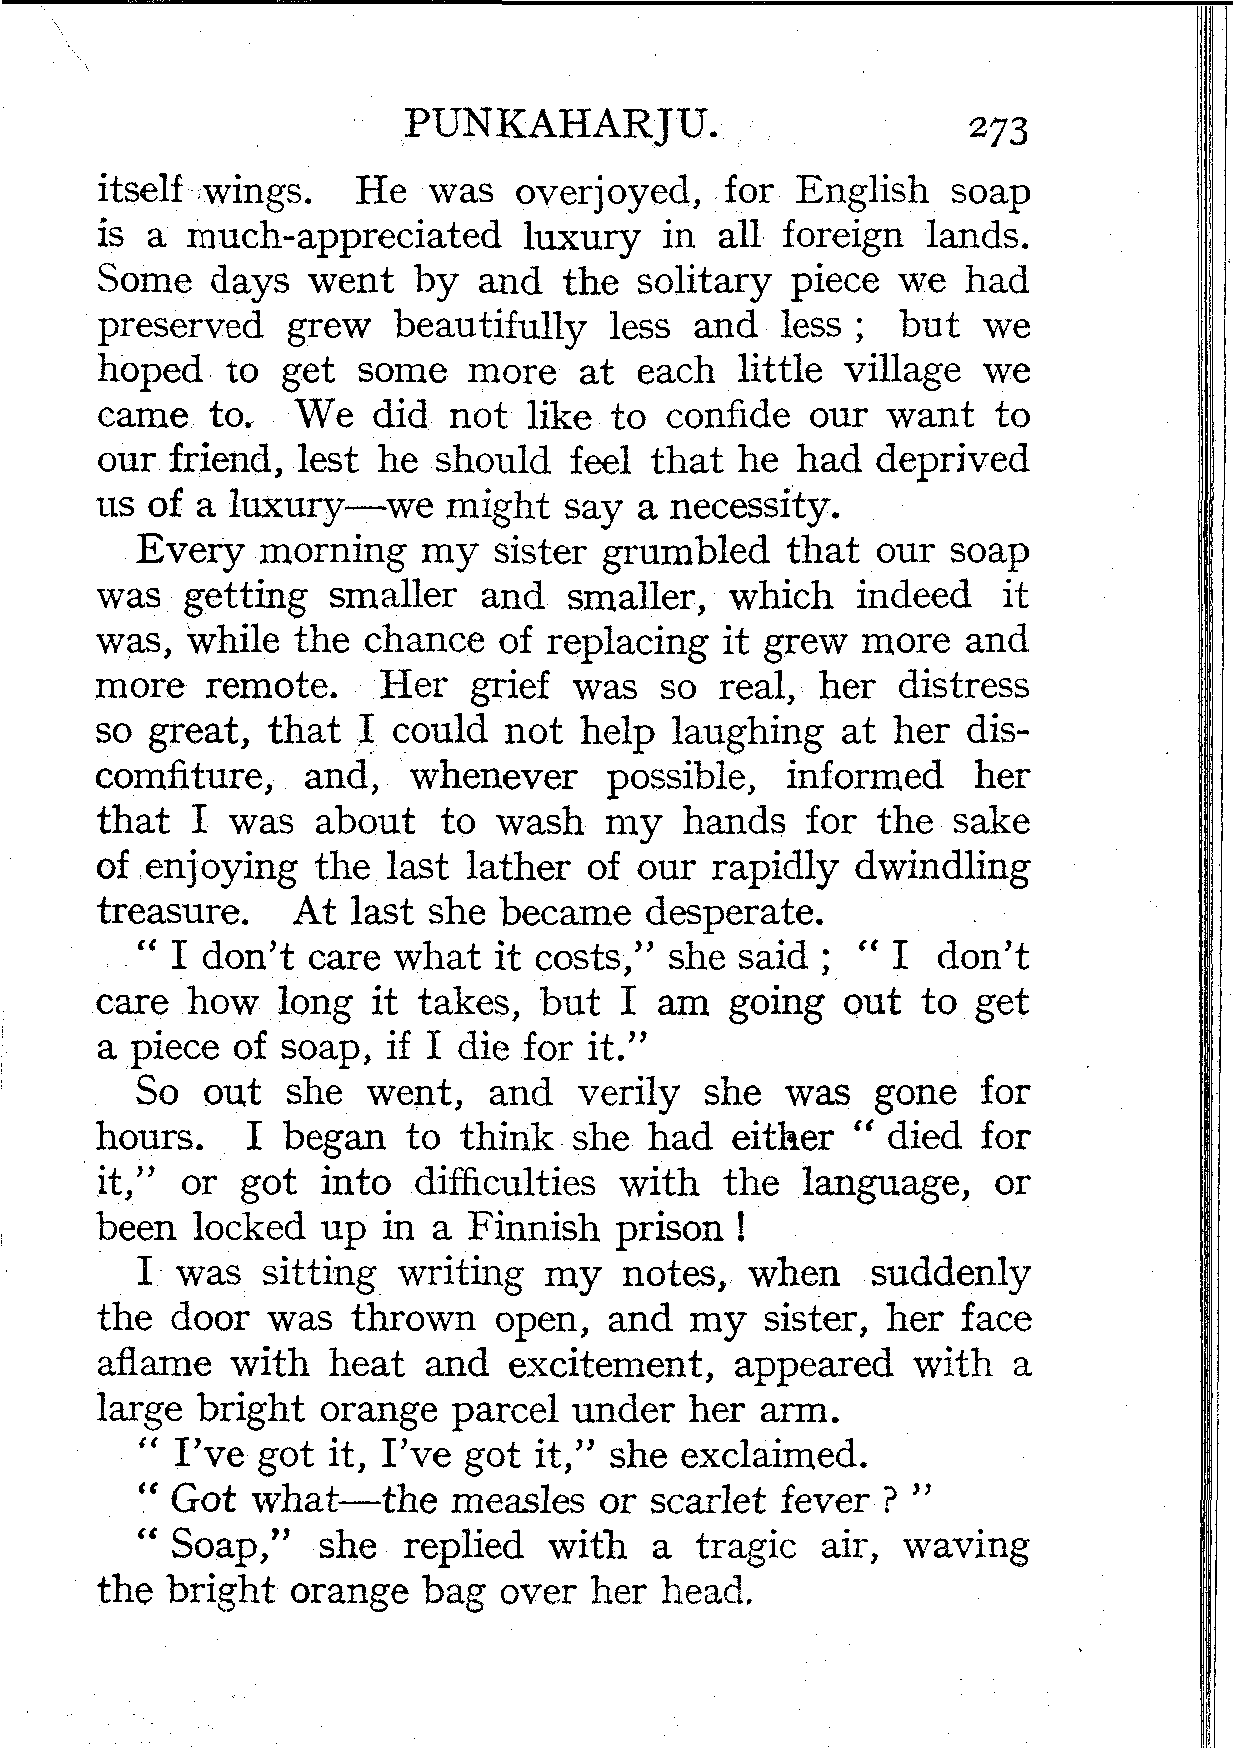 PUNKAHARJU. 273
itself wings. He was overjoyed, for English soap
is a much-appreciated luxury in all foreign lands.
Some days went by and the solitary piece we had
preserved grew beautifully less and less ; but we
hoped to get some more at each little village we
came to. We did not like to confide our want to
our friend, lest he should feel that he had deprived
us of a luxury—we might say a necessity.
Every morning my sister grumbled that our soap
was getting smaller and smaller, which indeed it
was, while the chance of replacing it grew more and
more remote. Her grief was so real, her distress
so great, that I could not help laughing at her dis-
comfiture, and, whenever possible, informed her
that I was about to wash my hands for the sake
of enjoying the last lather of our rapidly dwindling
treasure. At last she became desperate.
“ I don’t care what it costs,” she said ; “ I don’t
care how long it takes, but I am going out to get
a piece of soap, if I die for it.”
So out she went, and verily she was gone for
hours. I began to think she had either “ died for
it,” or got into difficulties with the language, or
been locked up in a Finnish prison !
I was sitting writing my notes, when suddenly
the door was thrown open, and my sister, her face
aflame with heat and excitement, appeared with a
large bright orange parcel under her arm.
“ I’ve got it, I’ve got it,” she exclaimed.
“ Got what—the measles or scarlet fever ? ”
“ Soap,” she replied with a tragic air, waving
the bright orange bag over her head.